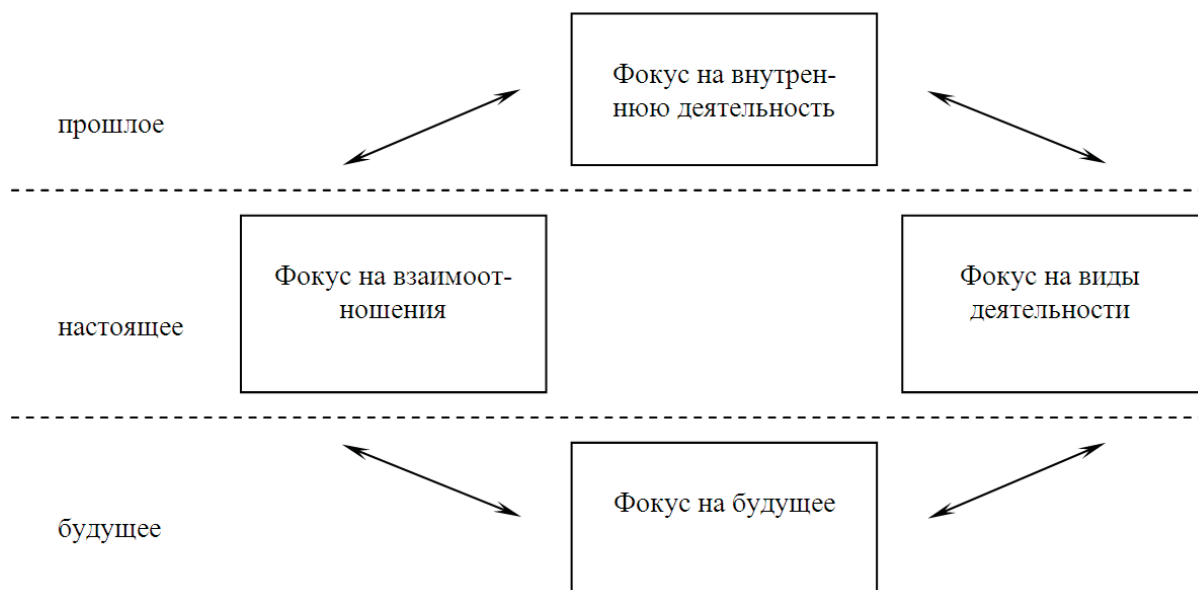 Фокус на внутрен-
нюю деятельность
прошлое
Фокус на взаимоот-
ношения
Фокус на виды
деятельности
настоящее
Фокус на будущее
будущее